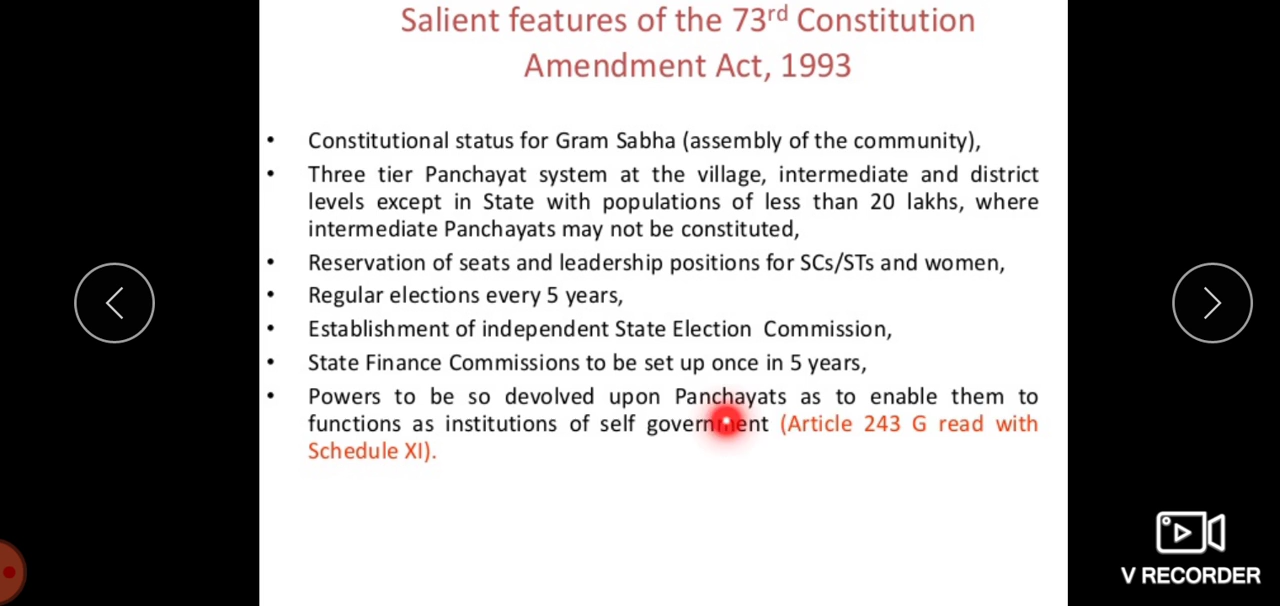 Salient features of the 73rd Constitution
Amendment Act, 1993
• Constitutional status for Gram Sabha (assembly of the community),
• Three tier Panchayat system at the village, intermediate and district
levels except in State with populations of less than 20 lakhs, where
intermediate Panchayats may not be constituted,
• Reservation of seats and leadership positions for SCs/STs and women,
• Regular elections every 5 years,
• Establishment of independent State Election Commission,
• State Finance Commissions to be set up once in 5 years,
• Powers to be so devolved upon Panchayats as to enable them to
functions as institutions of self government (Article 243 G read with
Schedule XI).
V RECORDER